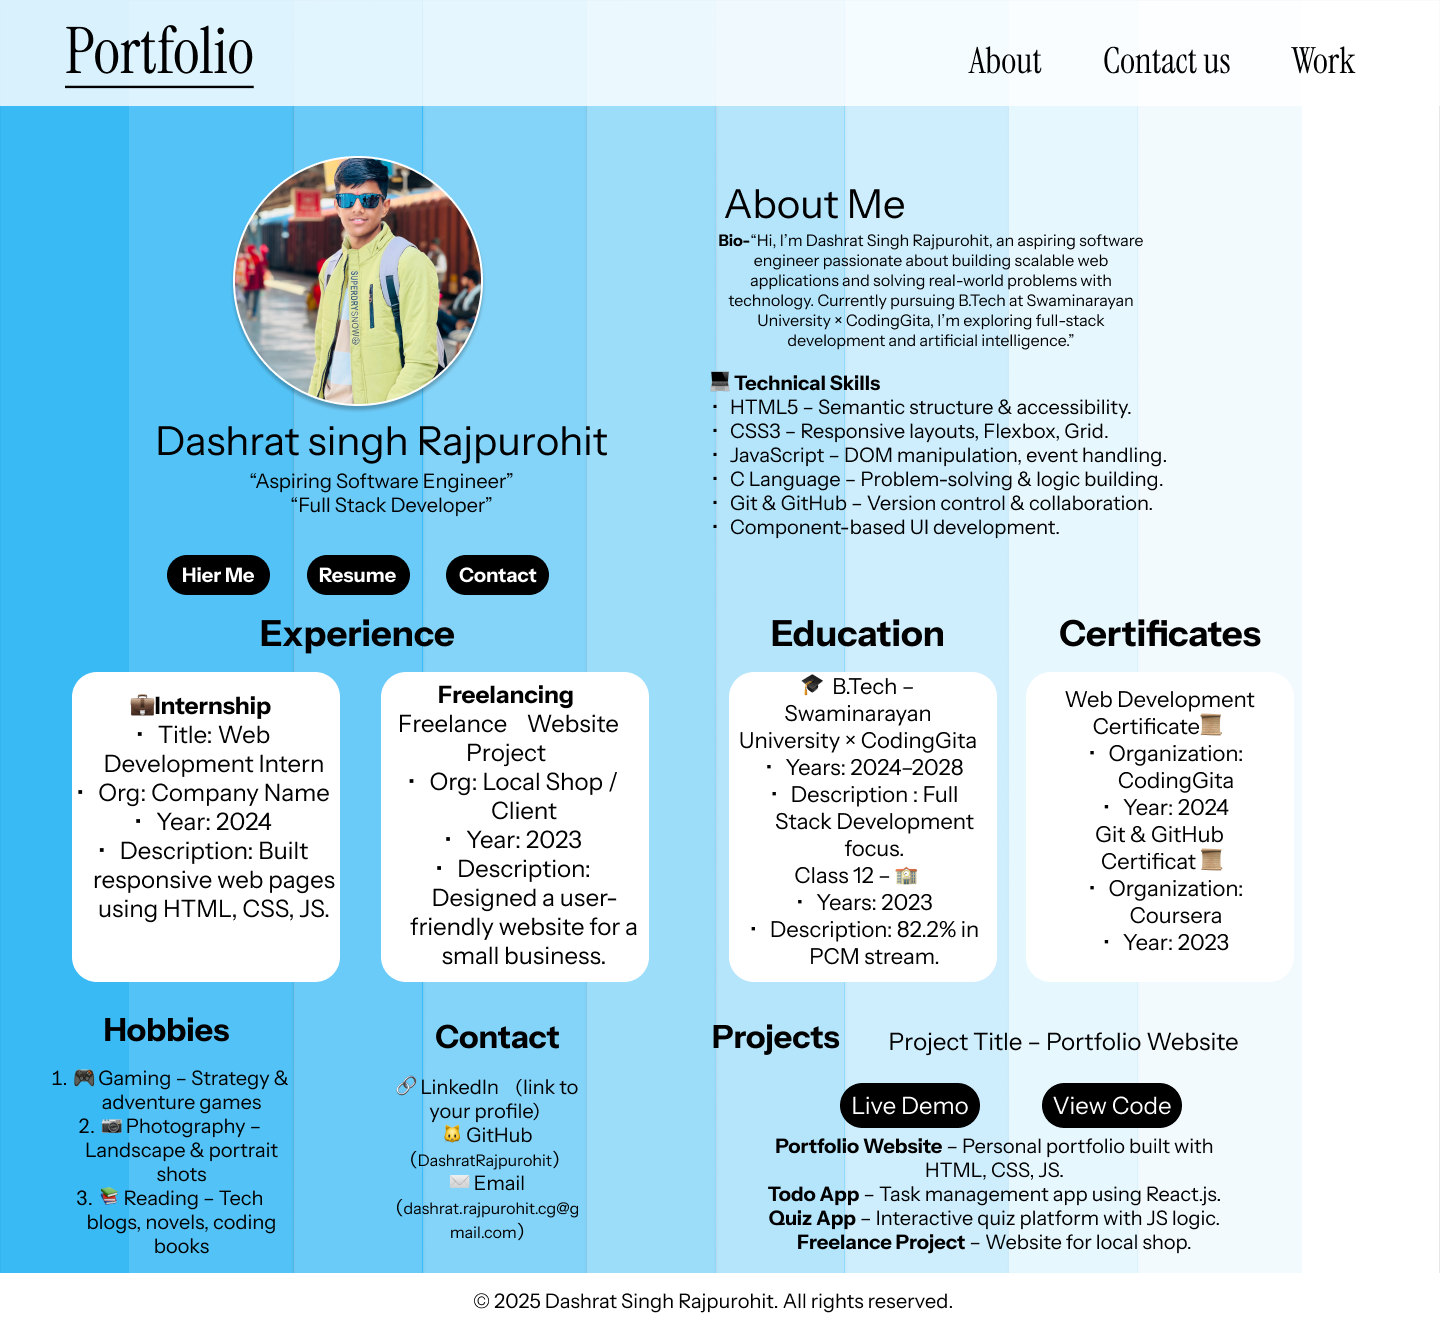 Portfolio
About Contact us Work
SUPERDRY SNOW
Dashrat singh Rajpurohit
“Aspiring Software Engineer”
“Full Stack Developer”
Hier Me Resume Contact
About Me
Bio-“Hi, I’m Dashrat Singh Rajpurohit, an aspiring software
engineer passionate about building scalable web
applications and solving real-world problems with
technology. Currently pursuing B.Tech at Swaminarayan
University × CodingGita, I’m exploring full-stack
development and artificial intelligence.”
💻 Technical Skills
· HTML5 – Semantic structure & accessibility.
· CSS3 – Responsive layouts, Flexbox, Grid.
· JavaScript – DOM manipulation, event handling.
· C Language – Problem-solving & logic building.
· Git & GitHub – Version control & collaboration.
· Component-based UI development.
Experience
💼Internship
· Title: Web
Development Intern
· Org: Company Name
· Year: 2024
· Description: Built
responsive web pages
using HTML, CSS, JS.
Freelancing
Freelance Website
Project
· Org: Local Shop /
Client
· Year: 2023
· Description:
Designed a user-
friendly website for a
small business.
Education
🎓 B.Tech –
Swaminarayan
University × CodingGita
· Years: 2024–2028
· Description : Full
Stack Development
focus.
Class 12 – 🏫
· Years: 2023
· Description: 82.2% in
PCM stream.
Certificates
Web Development
Certificate📜
· Organization:
CodingGita
· Year: 2024
Git & GitHub
Certificat 📜
· Organization:
Coursera
· Year: 2023
Hobbies
1. 🎮 Gaming – Strategy &
adventure games
2. 📷 Photography –
Landscape & portrait
shots
3. 📚 Reading – Tech
blogs, novels, coding
books
Contact
🔗 LinkedIn (link to
your profile)
🐱 GitHub
(DashratRajpurohit)
✉️ Email
(dashrat.rajpurohit.cg@g
mail.com)
Projects
Project Title – Portfolio Website
Live Demo View Code
Portfolio Website – Personal portfolio built with
HTML, CSS, JS.
Todo App – Task management app using React.js.
Quiz App – Interactive quiz platform with JS logic.
Freelance Project – Website for local shop.
© 2025 Dashrat Singh Rajpurohit. All rights reserved.